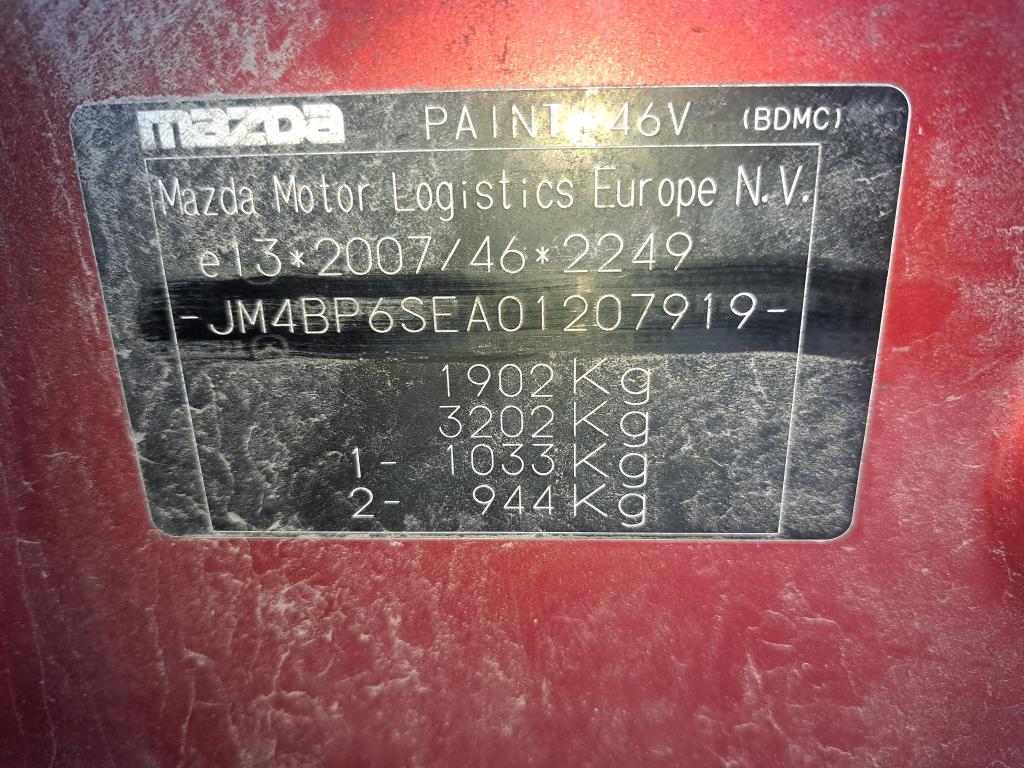 mazda PAINT 46V (BDMC)
Mazda Motor Logistics Europe N.V.
e13*2007/46*2249
-JM4BP6SEA01207919-
1902 Kg
3202 Kg
1- 1033 Kg
2- 944 Kg